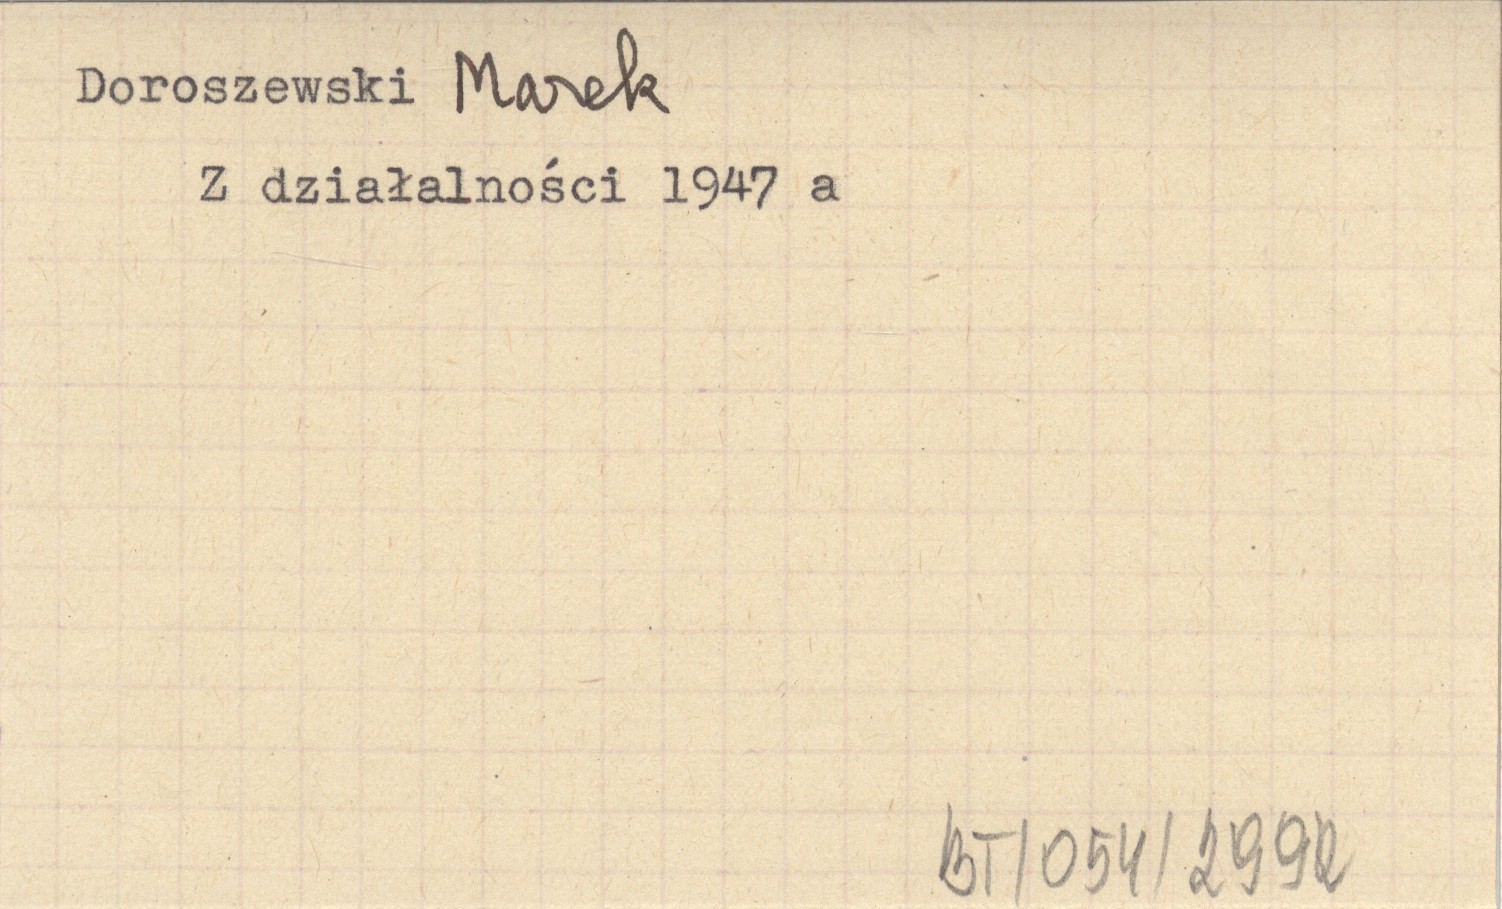 Doroszewski Marek
Z działalności 1947 a
BT/054/2992